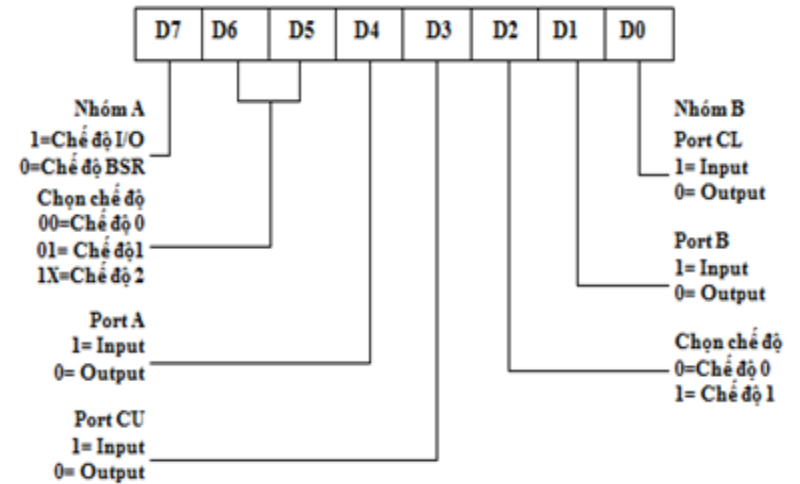 D7 D6 D5 D4 D3 D2 D1 D0
Nhóm A
1=Chế độ I/O
0=Chế độ BSR
Chọn chế độ
00=Chế độ 0
01= Chế độ1
1X=Chế độ 2
Port A
1= Input
0= Output
Port CU
1= Input
0= Output
Nhóm B
Port CL
1= Input
0= Output
Port B
1= Input
0= Output
Chọn chế độ
0=Chế độ 0
1= Chế độ 1